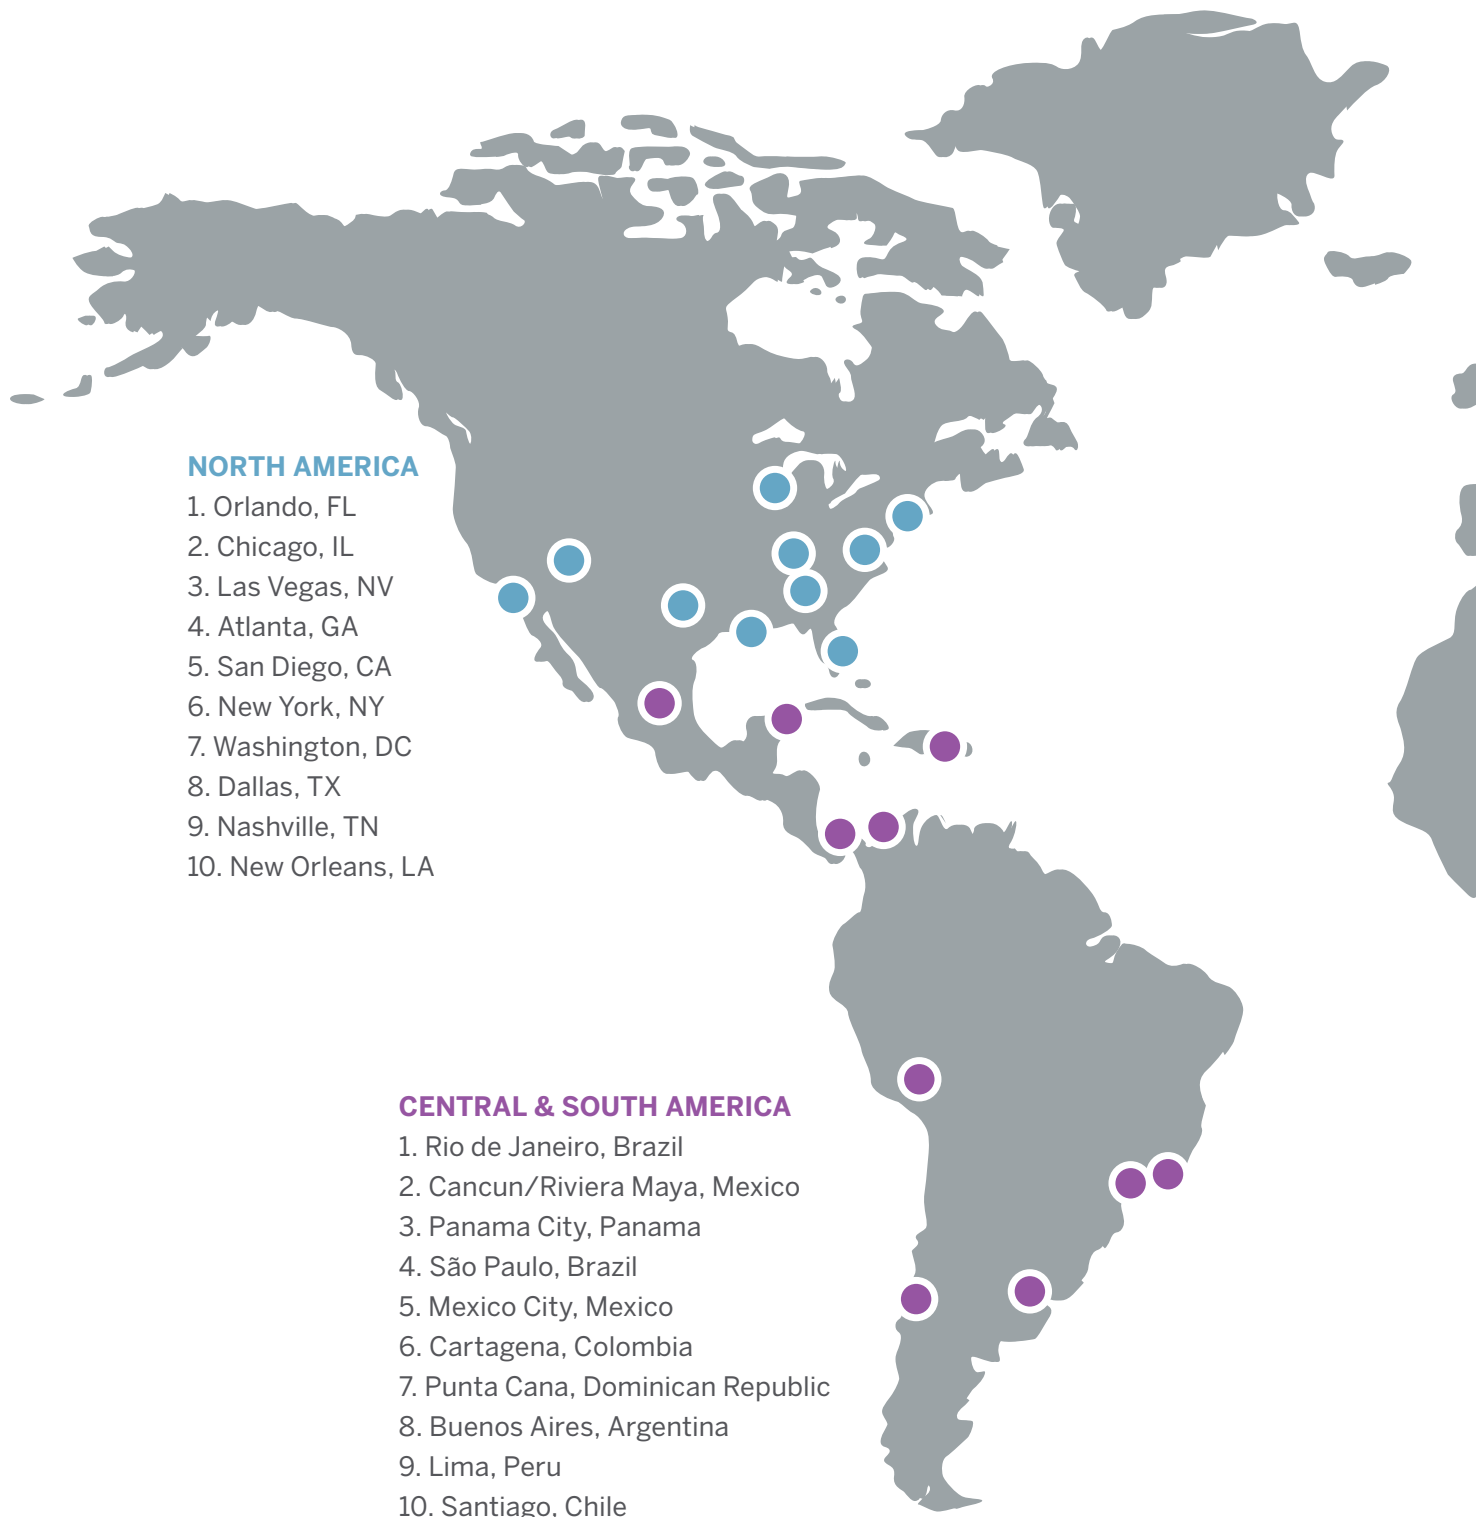 NORTH AMERICA
1. Orlando, FL
2. Chicago, IL
3. Las Vegas, NV
4. Atlanta, GA
5. San Diego, CA
6. New York, NY
7. Washington, DC
8. Dallas, TX
9. Nashville, TN
10. New Orleans, LA
CENTRAL & SOUTH AMERICA
1. Rio de Janeiro, Brazil
2. Cancun/Riviera Maya, Mexico
3. Panama City, Panama
4. São Paulo, Brazil
5. Mexico City, Mexico
6. Cartagena, Colombia
7. Punta Cana, Dominican Republic
8. Buenos Aires, Argentina
9. Lima, Peru
10. Santiago, Chile